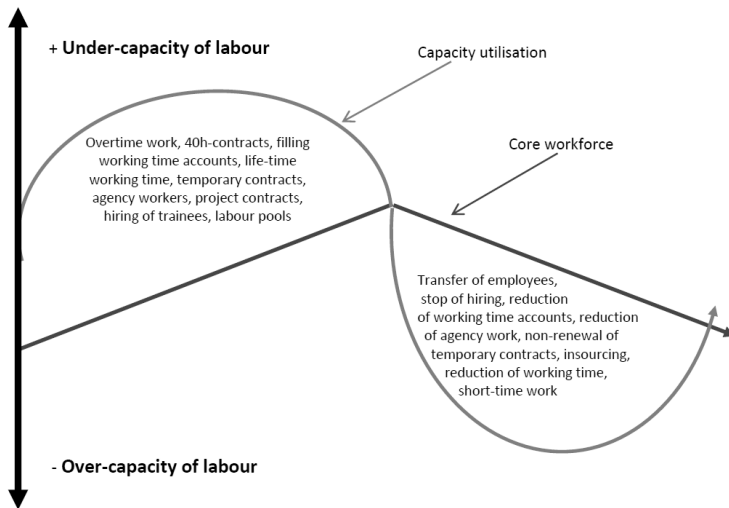 + Under-capacity of labour
Capacity utilisation
Overtime work, 40h-contracts, filling
working time accounts, life-time
working time, temporary contracts,
agency workers, project contracts,
hiring of trainees, labour pools
Core workforce
Transfer of employees,
stop of hiring, reduction
of working time accounts, reduction
of agency work, non-renewal of
temporary contracts, insourcing,
reduction of working time,
short-time work
- Over-capacity of labour